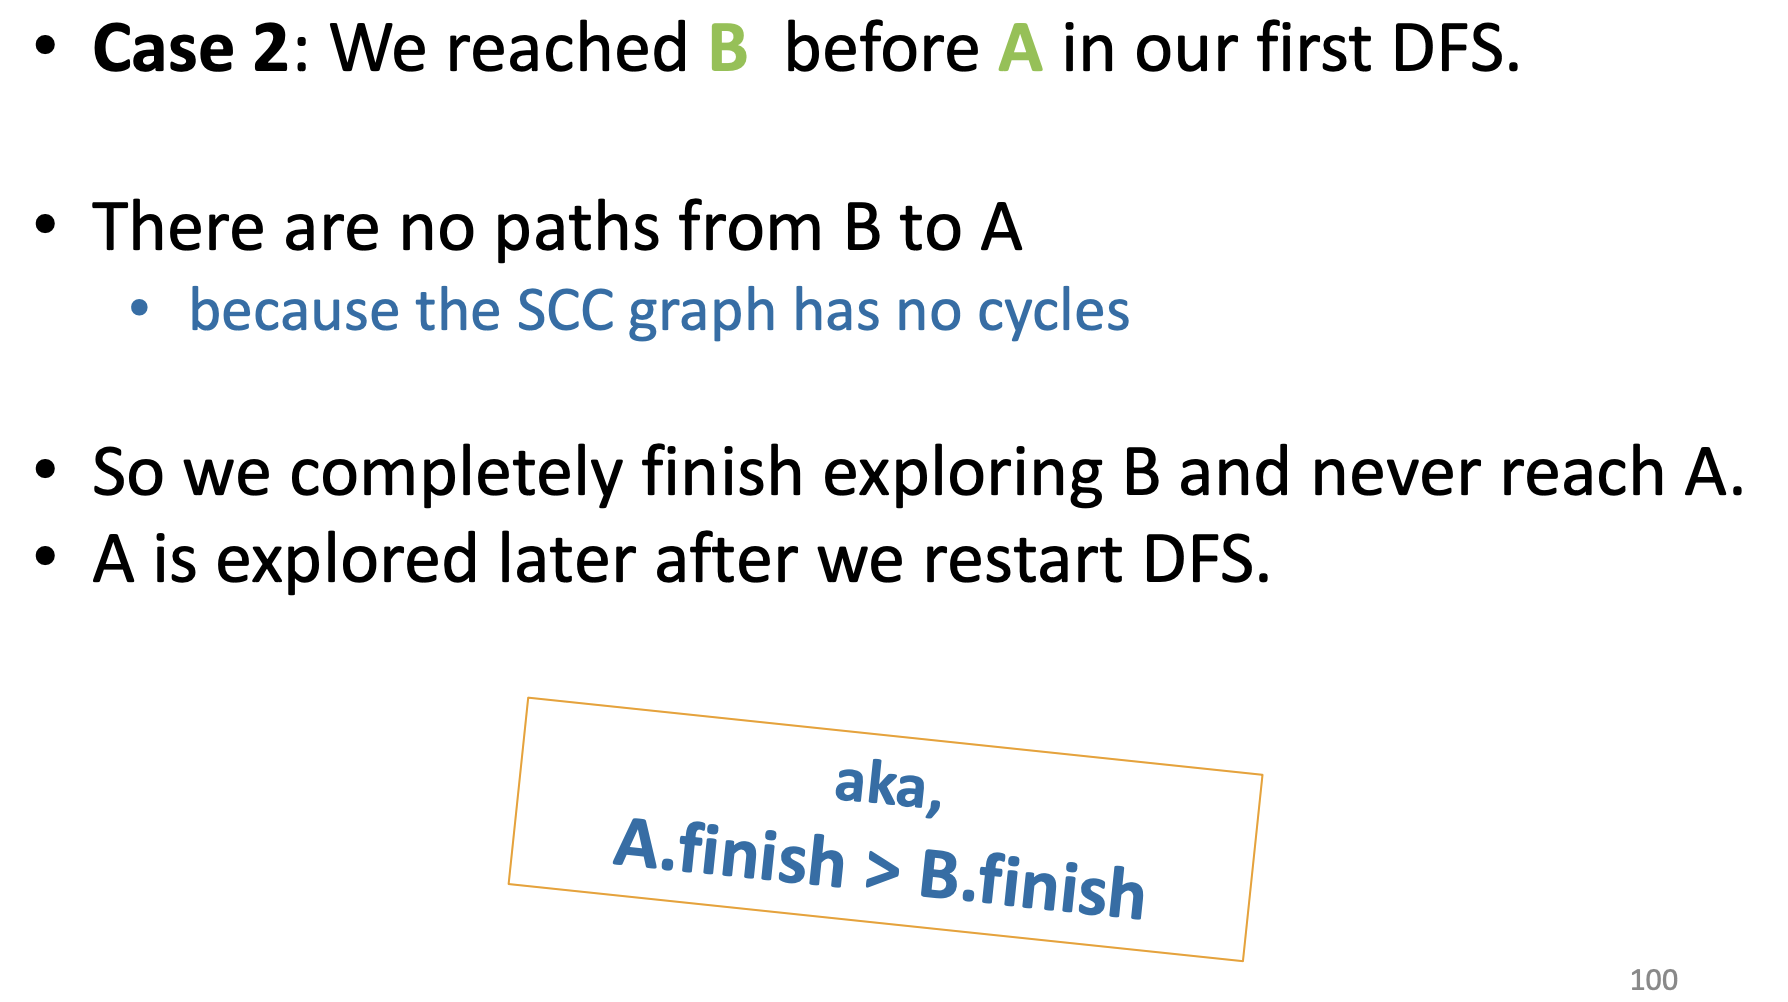 • Case 2: We reached B before A in our first DFS.
• There are no paths from B to A
• because the SCC graph has no cycles
• So we completely finish exploring B and never reach A.
• A is explored later after we restart DFS.
aka,
A.finish > B.finish
100